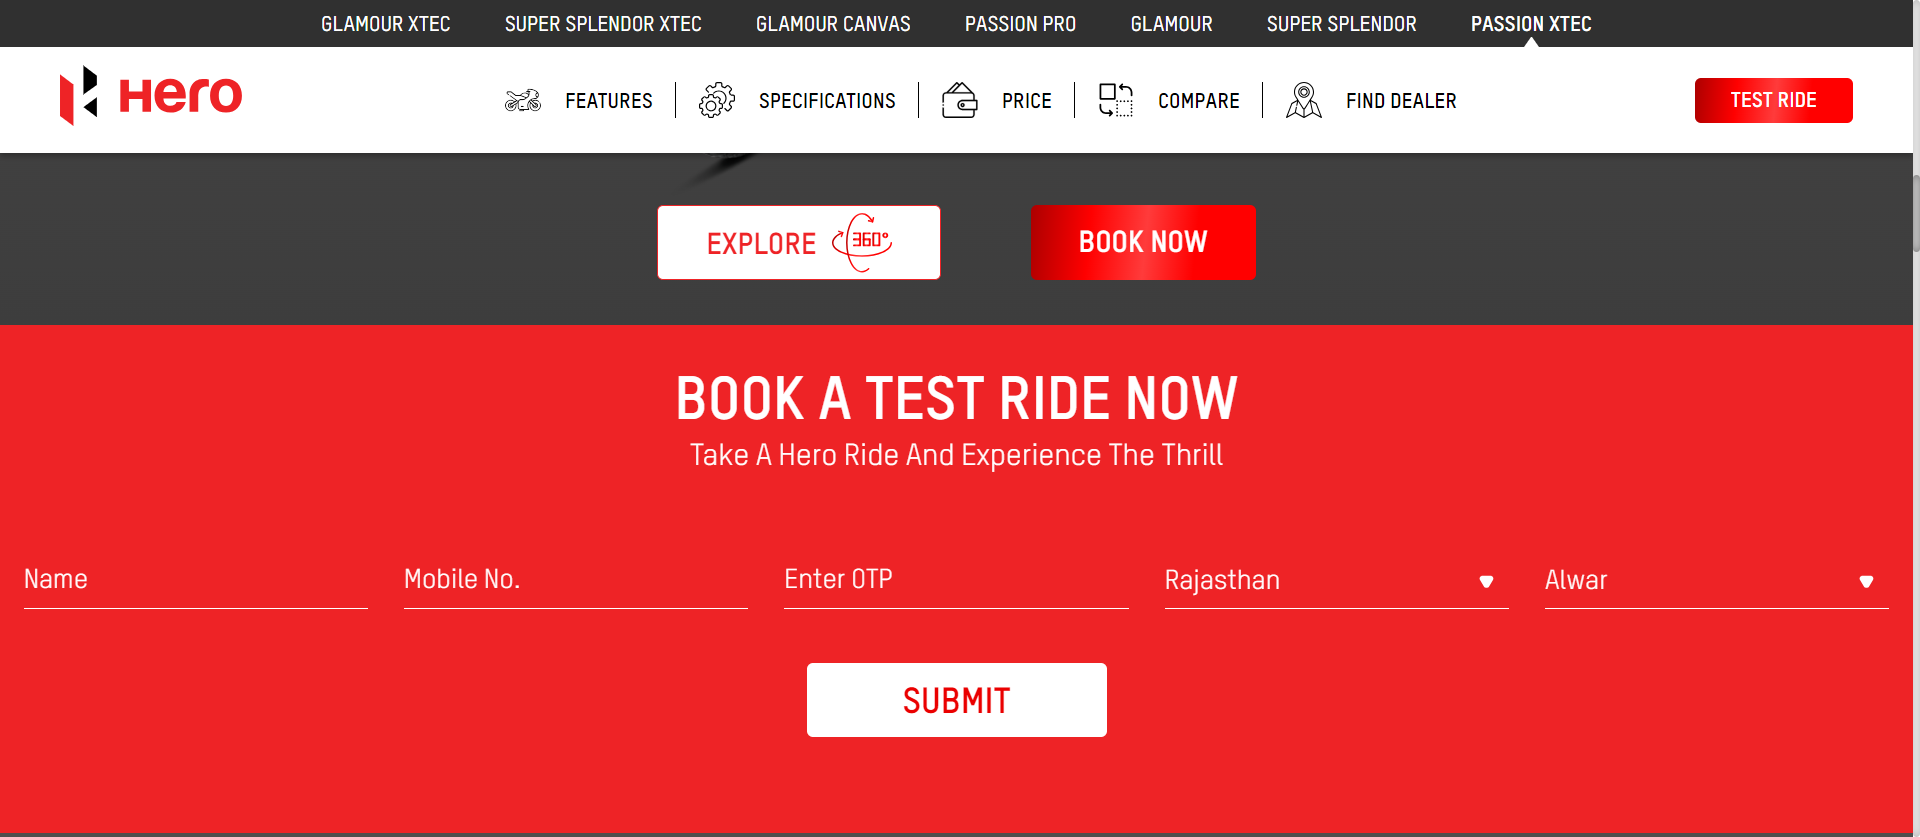 GLAMOUR XTEC SUPER SPLENDOR XTEC GLAMOUR CANVAS PASSION PRO GLAMOUR SUPER SPLENDOR PASSION XTEC
Hero FEATURES SPECIFICATIONS PRICE COMPARE FIND DEALER TEST RIDE
EXPLORE 360° BOOK NOW
BOOK A TEST RIDE NOW
Take A Hero Ride And Experience The Thrill
Name Mobile No. Enter OTP Rajasthan Alwar
SUBMIT